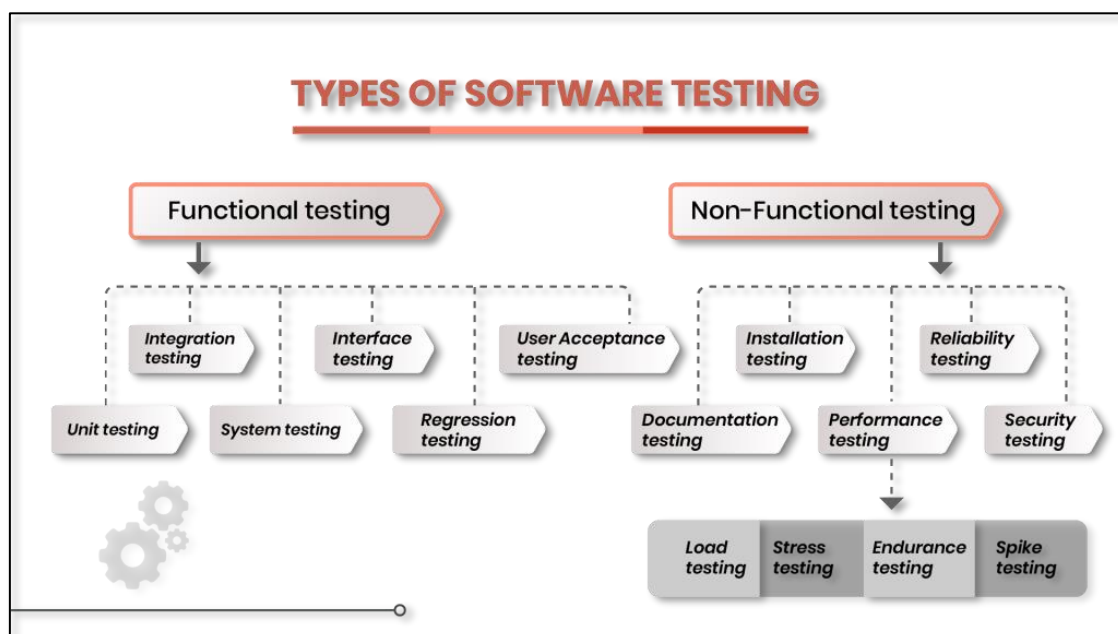 TYPES OF SOFTWARE TESTING
Functional testing
Non-Functional testing
Integration
testing
Interface
testing
User Acceptance
testing
Installation
testing
Reliability
testing
Unit testing
System testing
Regression
testing
Documentation
testing
Performance
testing
Security
testing
Load
testing
Stress
testing
Endurance
testing
Spike
testing